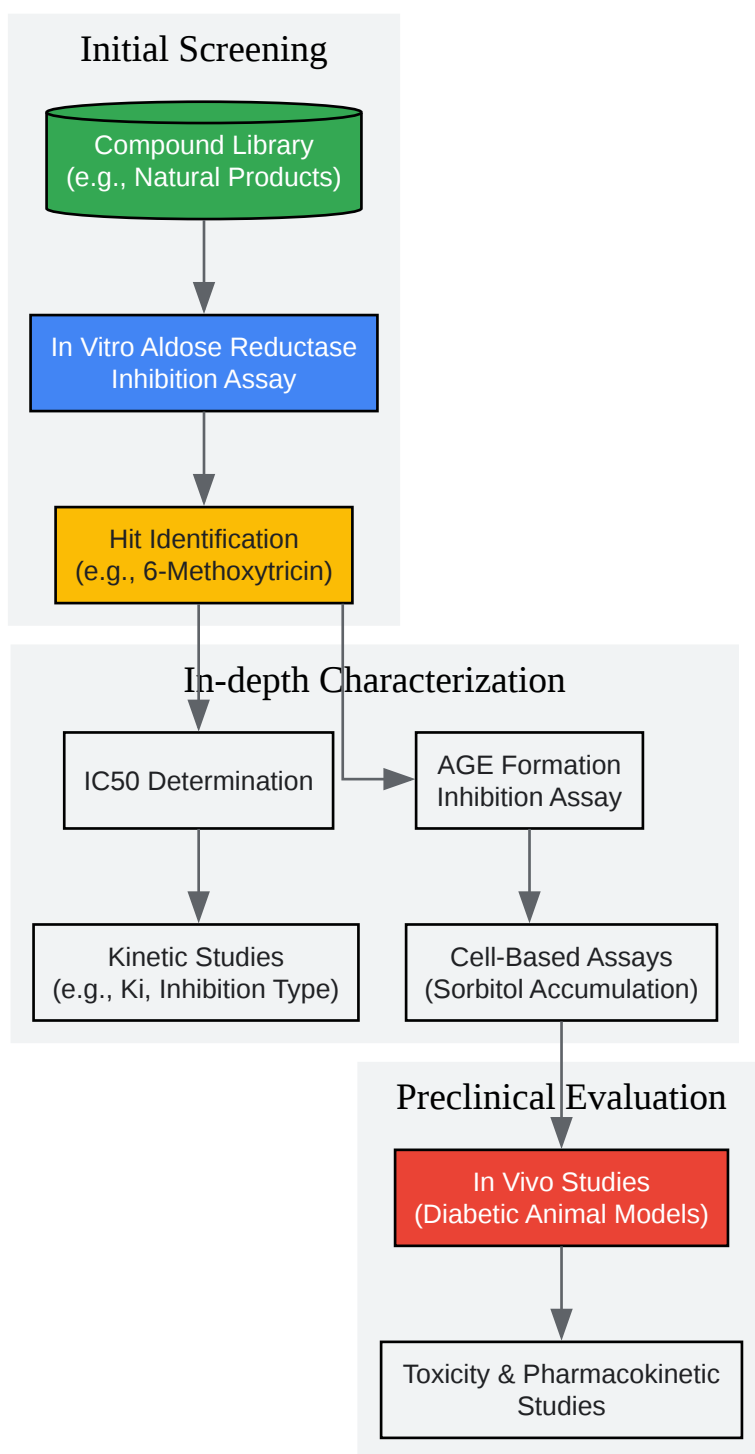 Initial Screening
Compound Library
(e.g., Natural Products)
In Vitro Aldose Reductase
Inhibition Assay
Hit Identification
(e.g., 6-Methoxytricin)
In-depth Characterization
IC50 Determination
AGE Formation
Inhibition Assay
Kinetic Studies
(e.g., Ki, Inhibition Type)
Cell-Based Assays
(Sorbitol Accumulation)
Preclinical Evaluation
In Vivo Studies
(Diabetic Animal Models)
Toxicity & Pharmacokinetic
Studies